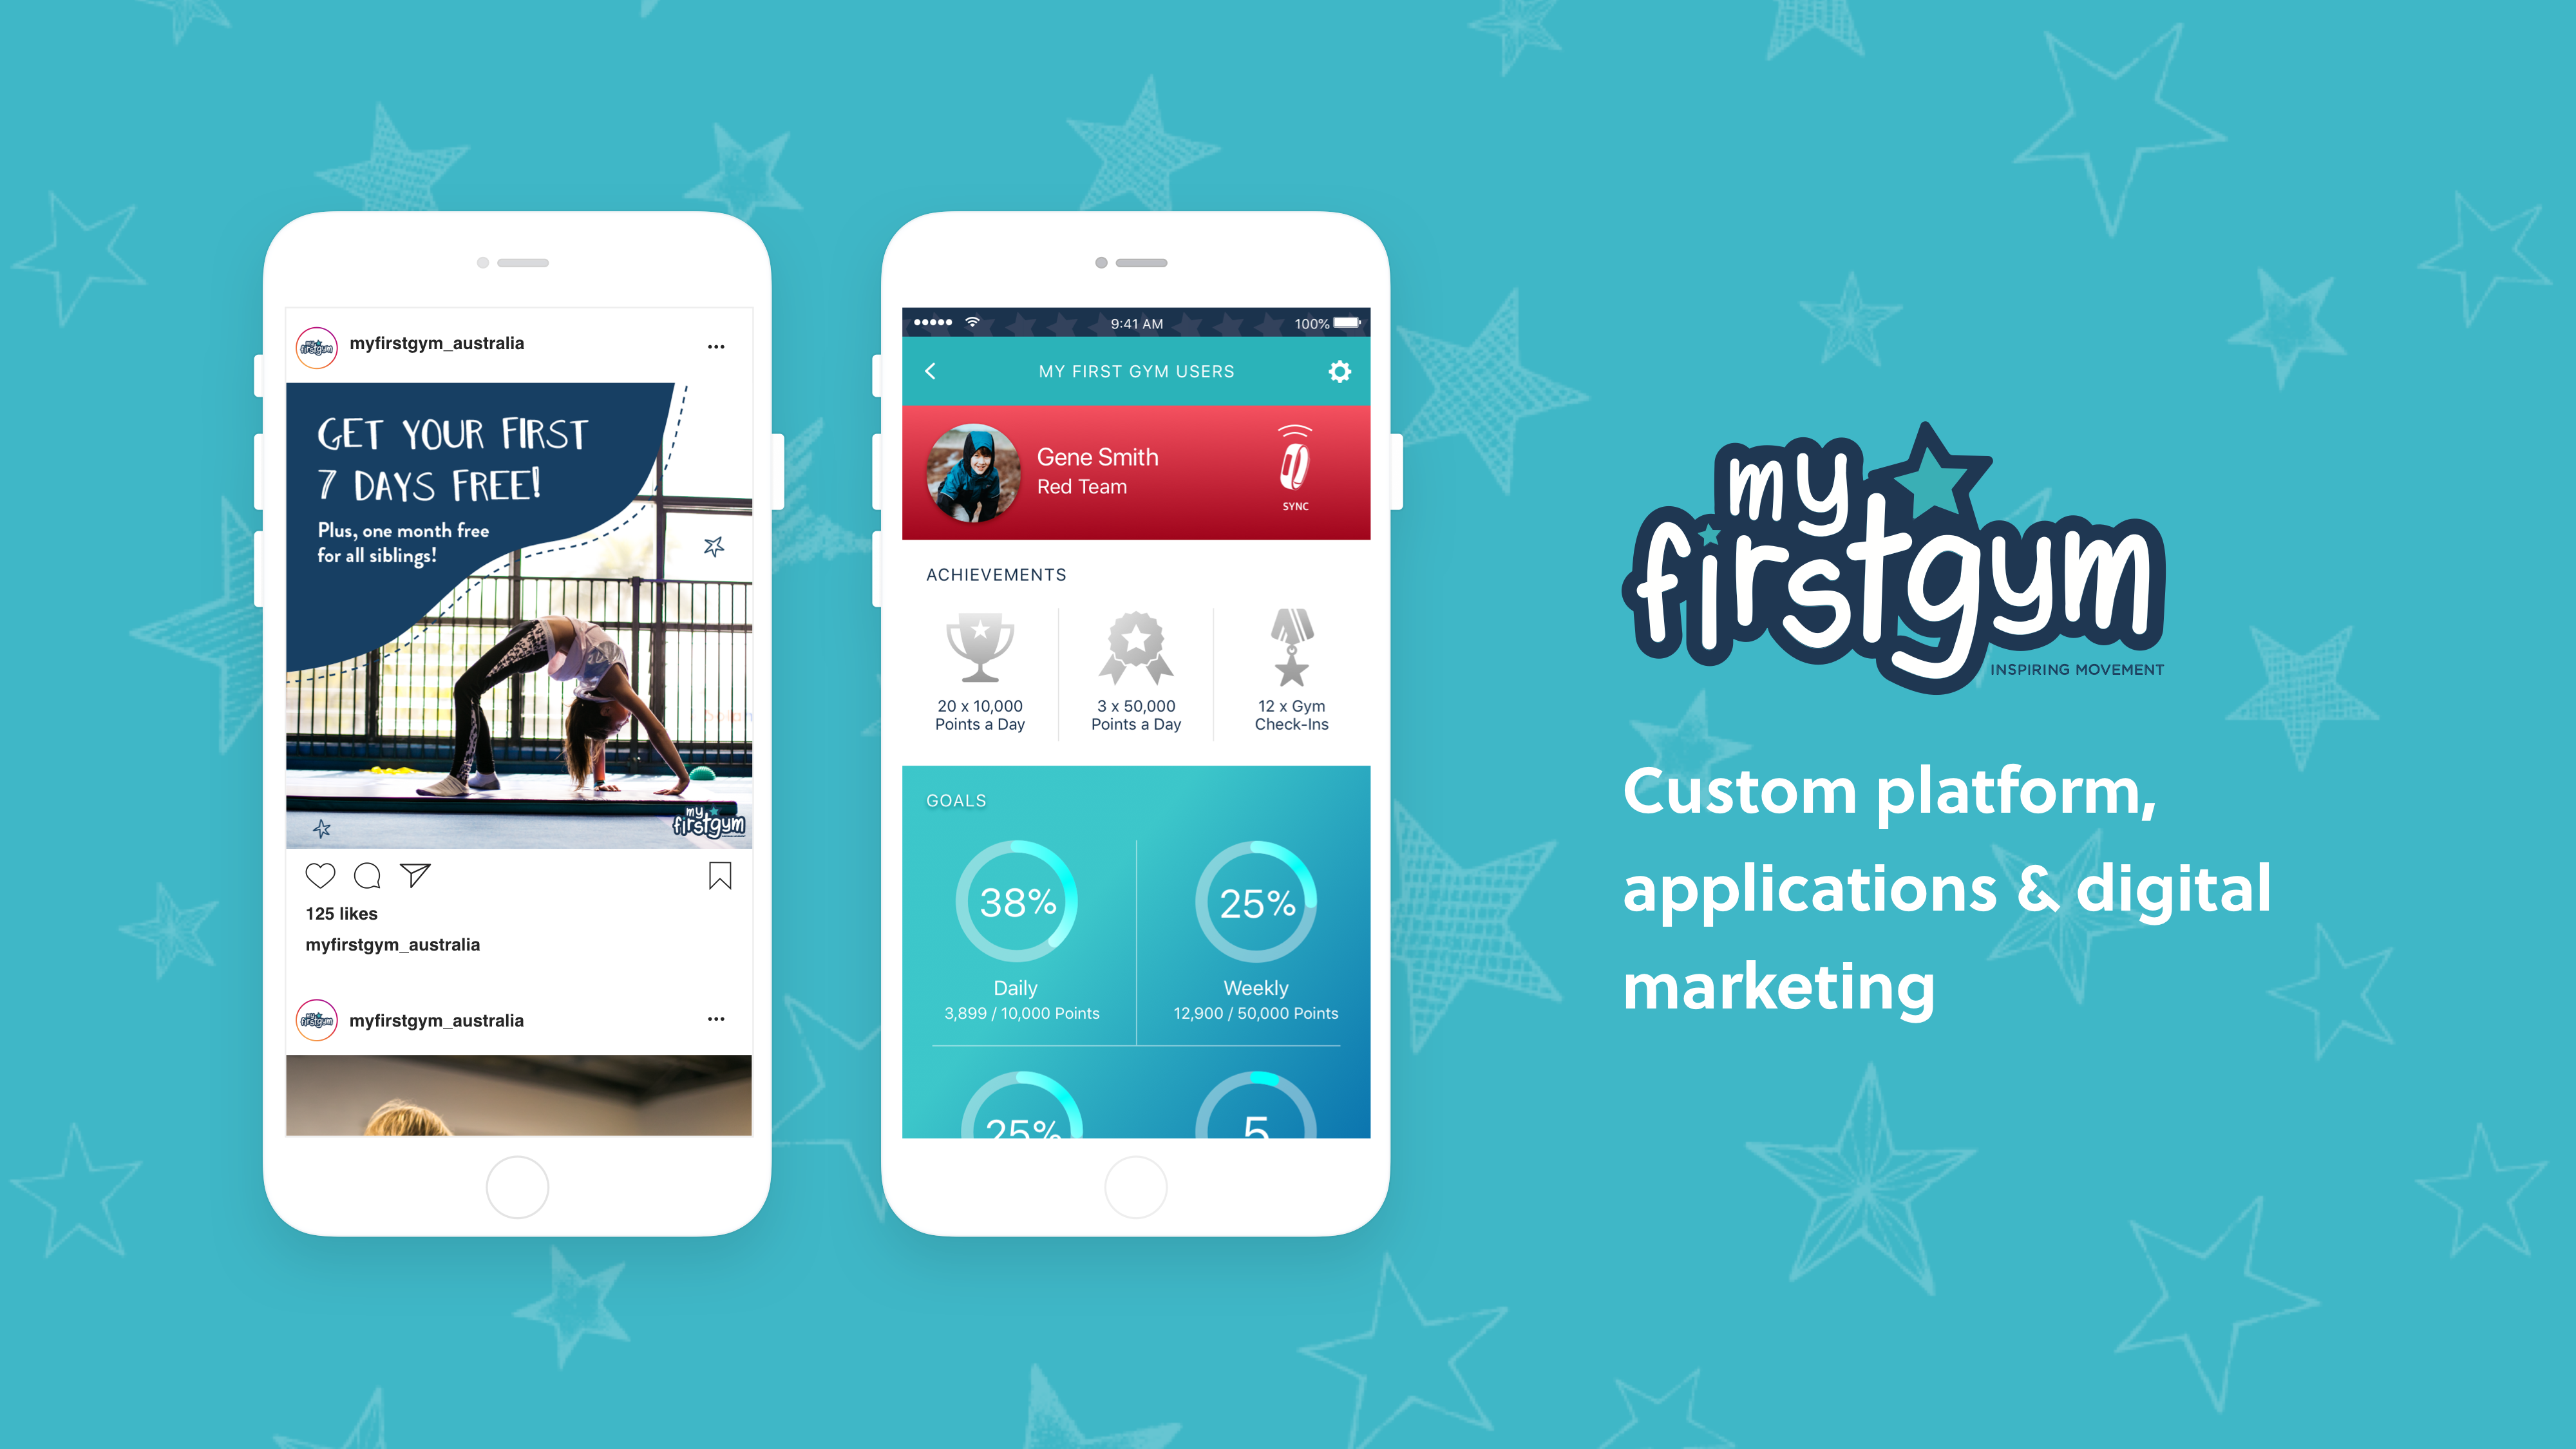 myfirstgym_australia
GET YOUR FIRST
7 DAYS FREE!
Plus, one month free
for all siblings!
my
firstgym
125 likes
myfirstgym_australia
myfirstgym_australia
9:41 AM
100%
MY FIRST GYM USERS
Gene Smith
Red Team
SYNC
ACHIEVEMENTS
20 x 10,000
Points a Day
3 x 50,000
Points a Day
12 x Gym
Check-Ins
GOALS
38%
25%
Daily
3,899 / 10,000 Points
Weekly
12,900 / 50,000 Points
25%
5
my
firstgym
INSPIRING MOVEMENT
Custom platform,
applications & digital
marketing